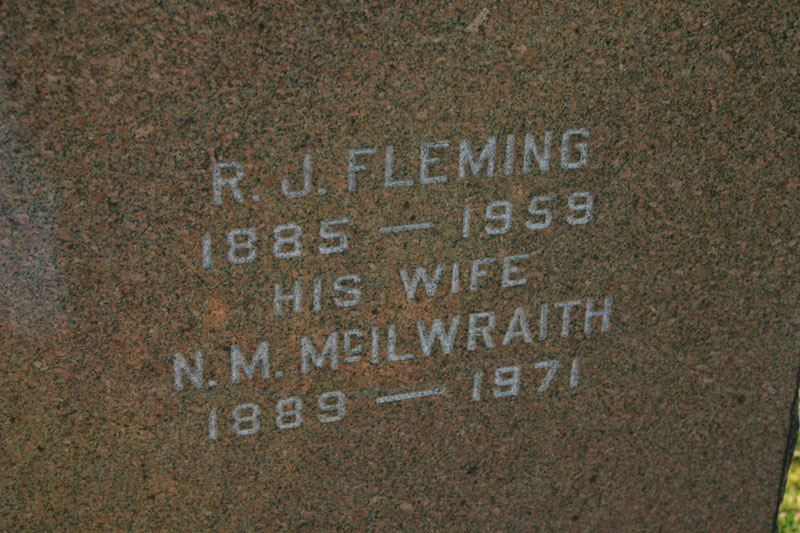 R. J. FLEMING
1885 — 1959
HIS WIFE
N. M. McILWRAITH
1889 — 1971